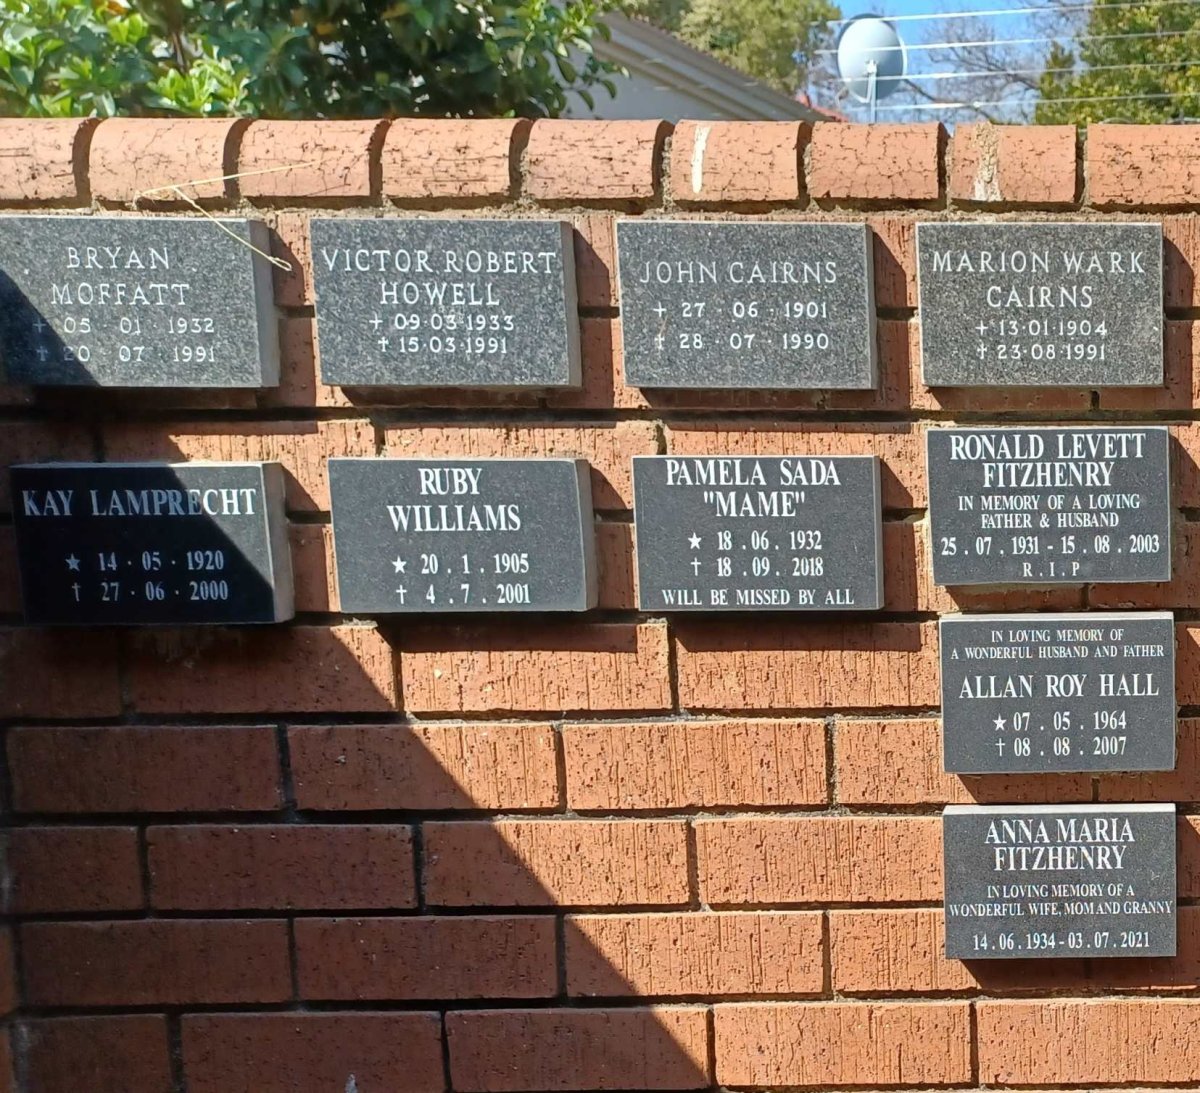 BRYAN
MOFFATT
+ 05 · 01 · 1932
✝ 20 · 07 · 1991
VICTOR ROBERT
HOWELL
+ 09·03·1933
✝ 15·03·1991
JOHN CAIRNS
+ 27 · 06 · 1901
✝ 28 · 07 · 1990
MARION WARK
CAIRNS
+ 13·01·1904
✝ 23·08·1991
KAY LAMPRECHT
★ 14 · 05 · 1920
† 27 · 06 · 2000
RUBY
WILLIAMS
★ 20 . 1 . 1905
† 4 . 7 . 2001
PAMELA SADA
"MAME"
★ 18 . 06 . 1932
† 18 . 09 . 2018
WILL BE MISSED BY ALL
RONALD LEVETT
FITZHENRY
IN MEMORY OF A LOVING
FATHER & HUSBAND
25 . 07 . 1931 - 15 . 08 . 2003
R . I . P
IN LOVING MEMORY OF
A WONDERFUL HUSBAND AND FATHER
ALLAN ROY HALL
★ 07 . 05 . 1964
† 08 . 08 . 2007
ANNA MARIA
FITZHENRY
IN LOVING MEMORY OF A
WONDERFUL WIFE, MOM AND GRANNY
14 . 06 . 1934 - 03 . 07 . 2021